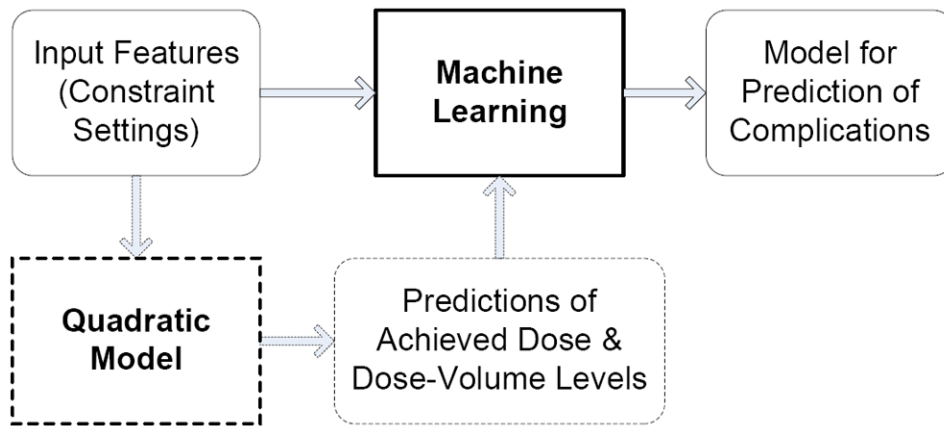 Input Features
(Constraint
Settings)
Machine
Learning
Model for
Prediction of
Complications
Quadratic
Model
Predictions of
Achieved Dose &
Dose-Volume Levels